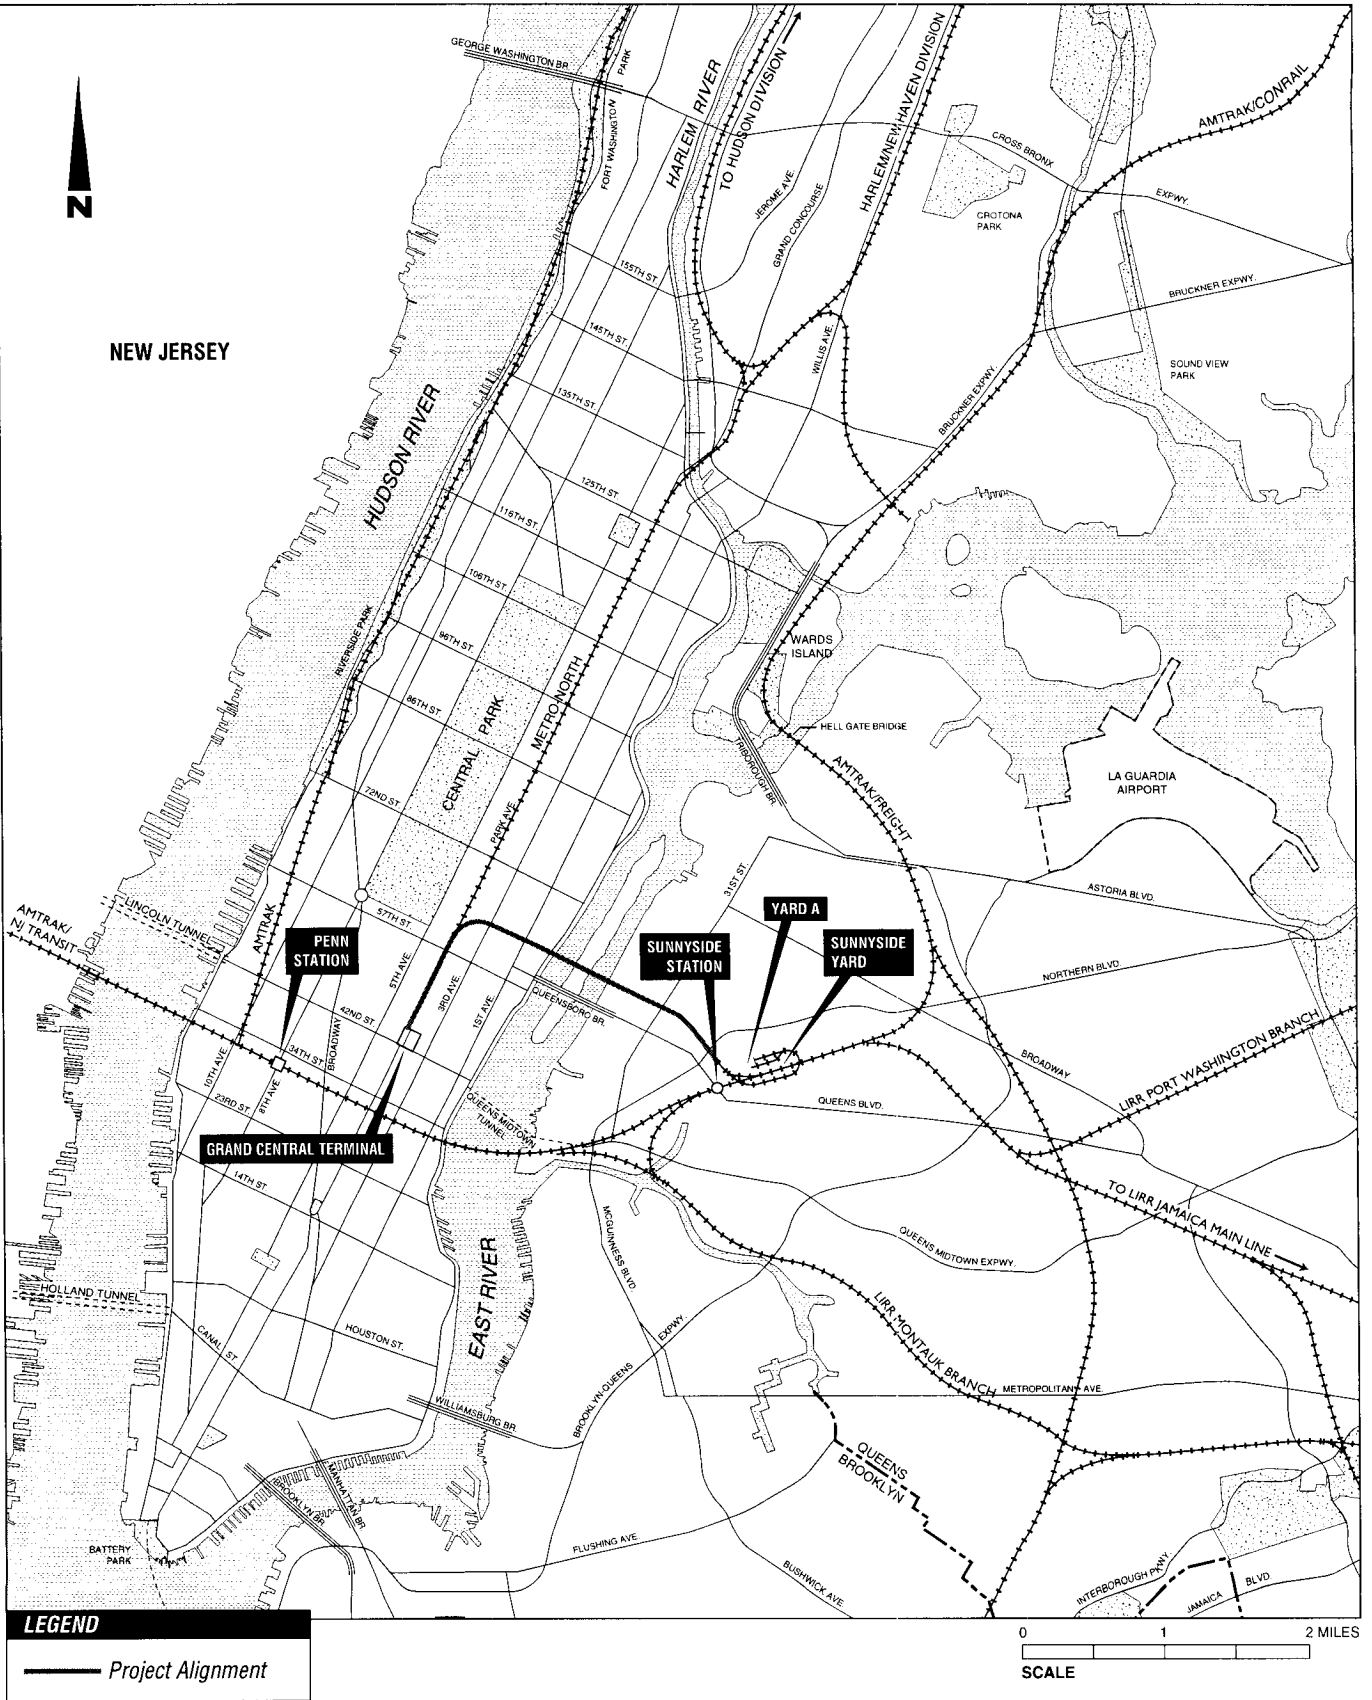 GEORGE WASHINGTON BR.
FORT WASHINGTON
PARK
HARLEM RIVER
TO HUDSON DIVISION
HARLEM/NEW HAVEN DIVISION
AMTRAK/CONRAIL
N
JEROME AVE.
GRAND CONCOURSE
CROSS BRONX
EXPWY.
CROTONA
PARK
155TH ST.
BRUCKNER EXPWY.
NEW JERSEY
145TH ST.
WILLIS AVE.
SOUND VIEW
PARK
HUDSON RIVER
135TH ST.
BRUCKNER EXPWY.
125TH ST.
116TH ST.
106TH ST.
RIVERSIDE PARK
96TH ST.
WARDS
ISLAND
86TH ST.
CENTRAL PARK
METRO-NORTH
HELL GATE BRIDGE
TRIBOROUGH BR.
AMTRAK/FREIGHT
LA GUARDIA
AIRPORT
72ND ST.
PARK AVE.
31ST ST.
ASTORIA BLVD.
LINCOLN TUNNEL
AMTRAK/
NJ TRANSIT
AMTRAK
57TH ST.
PENN
STATION
YARD A
SUNNYSIDE
STATION
SUNNYSIDE
YARD
5TH AVE.
3RD AVE.
1ST AVE.
QUEENSBORO BR.
NORTHERN BLVD.
42ND ST.
34TH ST.
BROADWAY
10TH AVE.
8TH AVE.
23RD ST.
BROADWAY
LIRR PORT WASHINGTON BRANCH
QUEENS BLVD.
QUEENS MIDTOWN
TUNNEL
GRAND CENTRAL TERMINAL
14TH ST.
TO LIRR JAMAICA MAIN LINE
MCGUINNESS BLVD.
QUEENS MIDTOWN EXPWY.
EAST RIVER
HOLLAND TUNNEL
CANAL ST.
HOUSTON ST.
BROOKLYN-QUEENS EXPWY.
LIRR MONTAUK BRANCH
METROPOLITAN AVE.
WILLIAMSBURG BR.
QUEENS
BROOKLYN
MANHATTAN BR.
BROOKLYN BR.
BATTERY
PARK
FLUSHING AVE.
BUSHWICK AVE.
INTERBOROUGH PKWY.
JAMAICA BLVD.
LEGEND
Project Alignment
0 1 2 MILES
SCALE